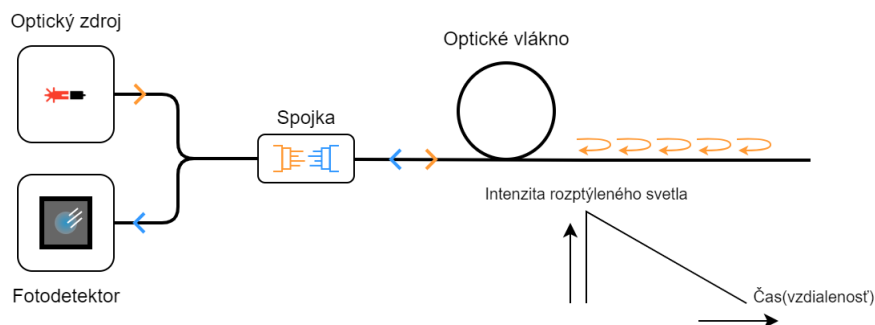 Optický zdroj
Optické vlákno
Spojka
Intenzita rozptýleného svetla
Fotodetektor
Čas(vzdialenosť)